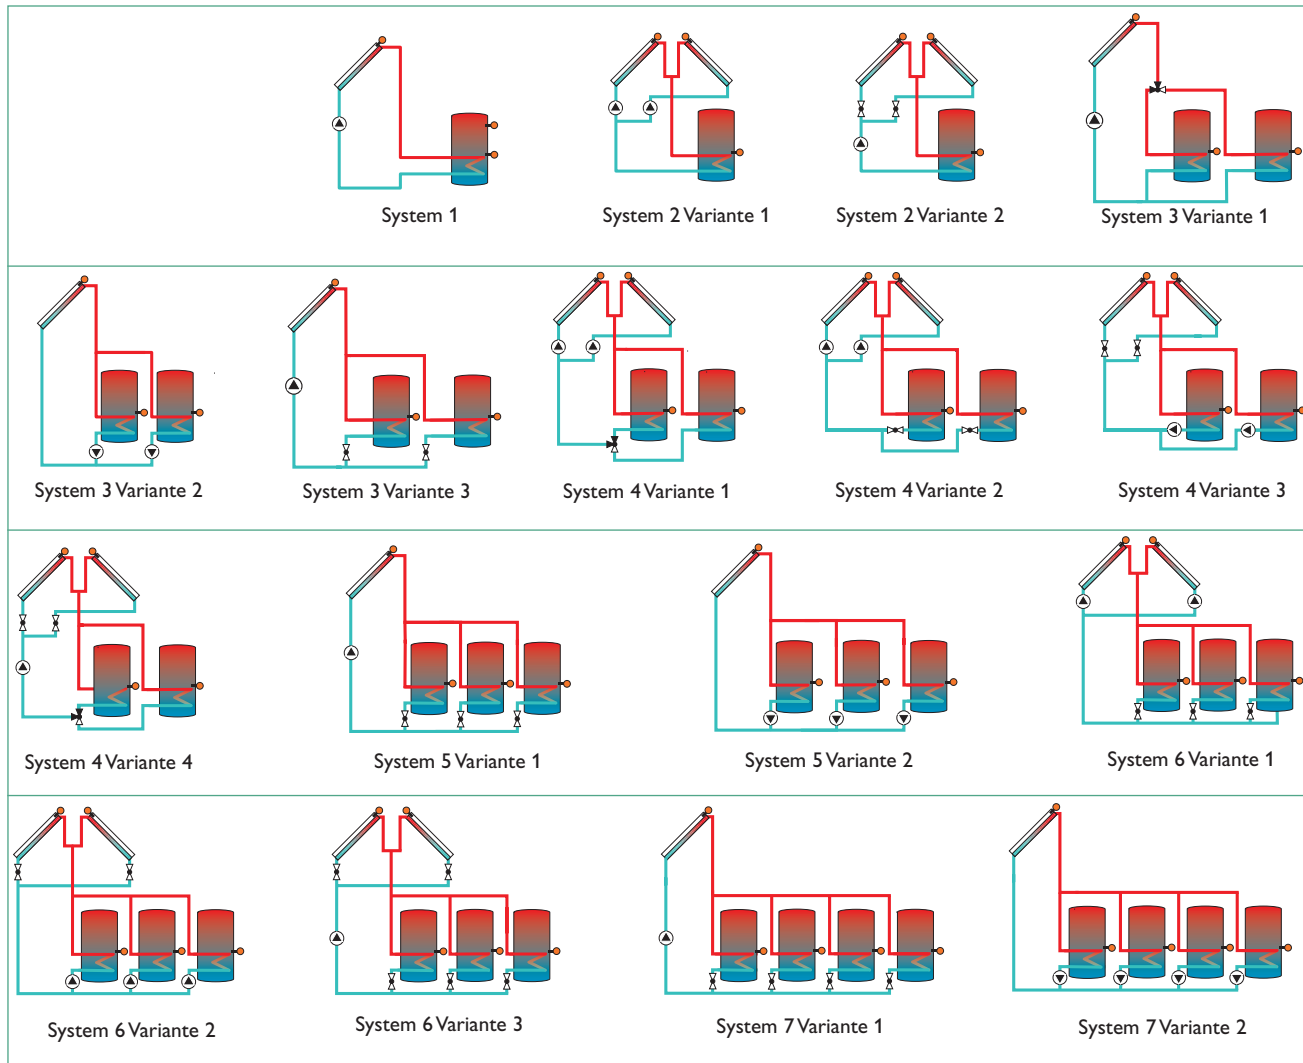 System 1
System 2 Variante 1
System 2 Variante 2
System 3 Variante 1
System 3 Variante 2
System 3 Variante 3
System 4 Variante 1
System 4 Variante 2
System 4 Variante 3
System 4 Variante 4
System 5 Variante 1
System 5 Variante 2
System 6 Variante 1
System 6 Variante 2
System 6 Variante 3
System 7 Variante 1
System 7 Variante 2